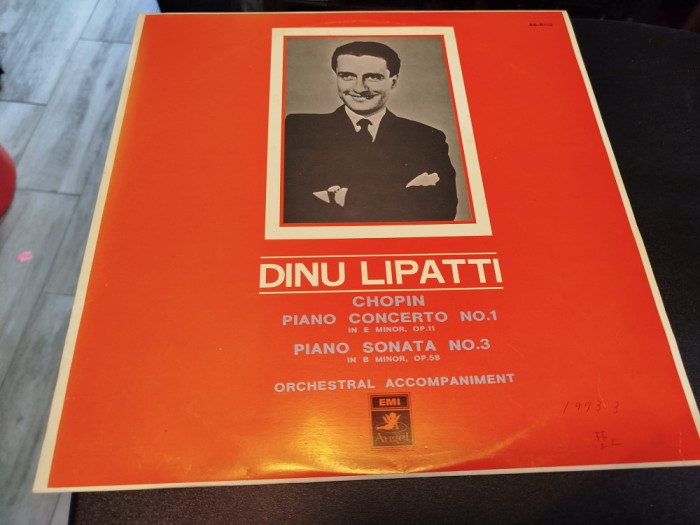 DINU LIPATTI
CHOPIN
PIANO CONCERTO NO.1
IN E MINOR, OP.11
PIANO SONATA NO.3
IN B MINOR, OP.58
ORCHESTRAL ACCOMPANIMENT
EMI
Angel
1973.3